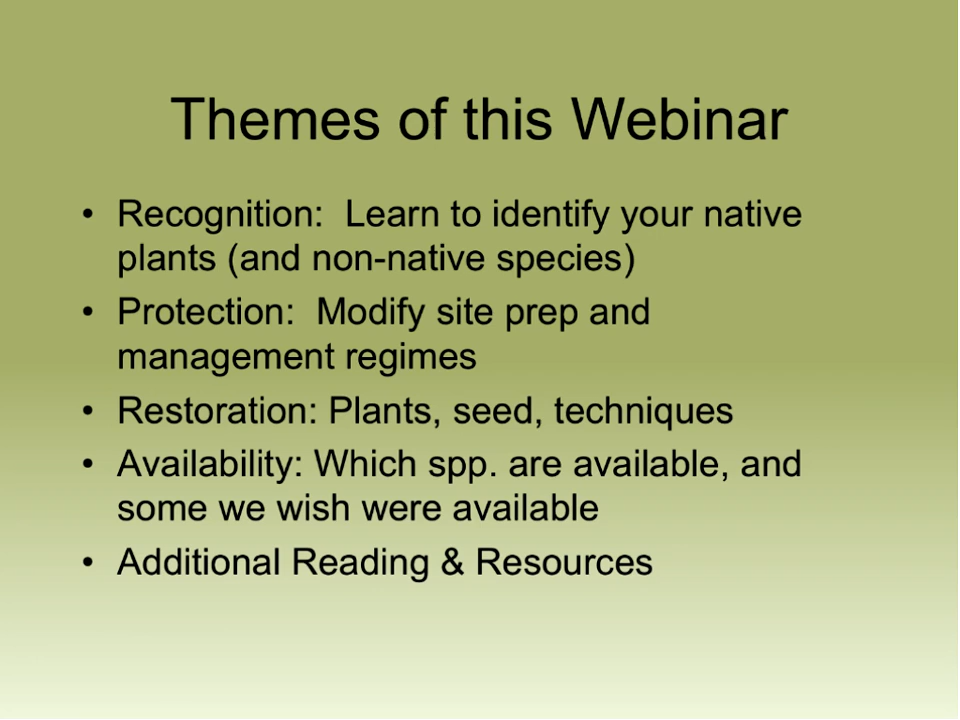 Themes of this Webinar
• Recognition:  Learn to identify your native
plants (and non-native species)
• Protection:  Modify site prep and
management regimes
• Restoration: Plants, seed, techniques
• Availability: Which spp. are available, and
some we wish were available
• Additional Reading & Resources